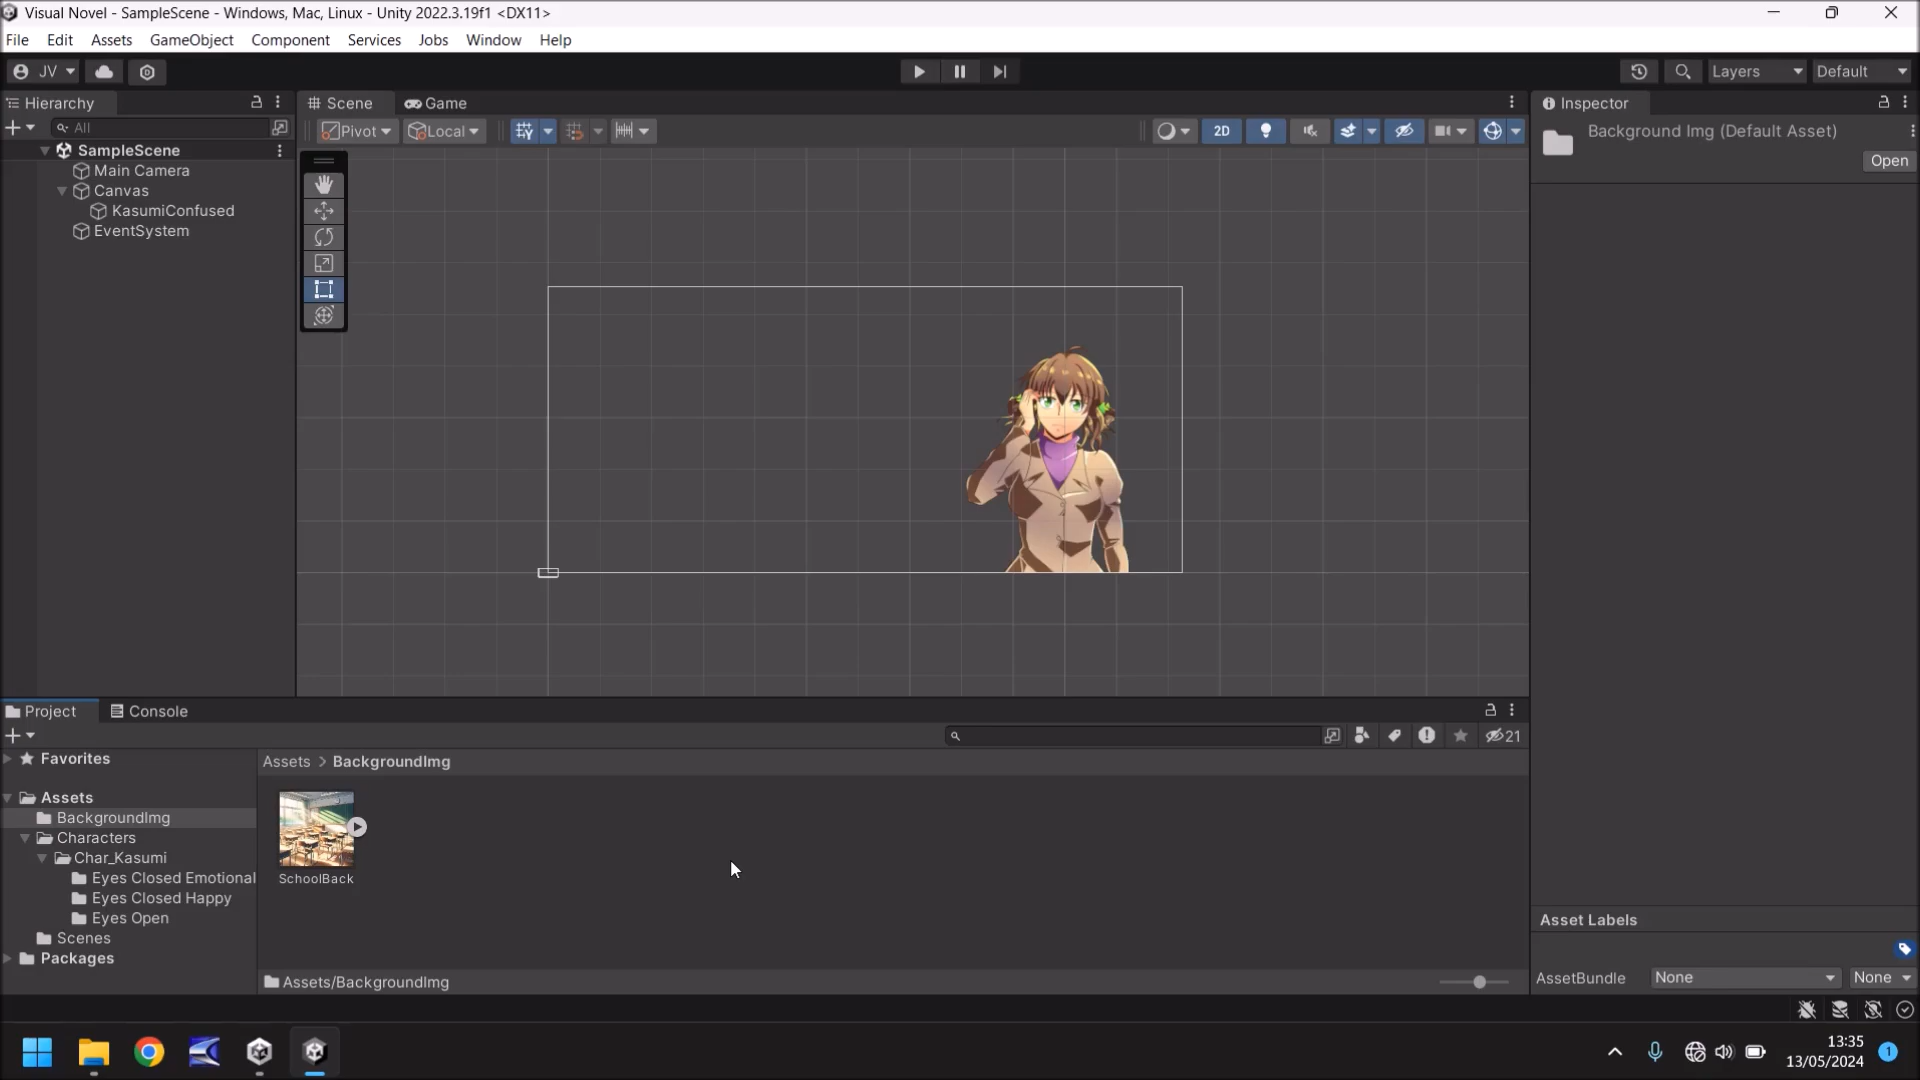 Visual Novel - SampleScene - Windows, Mac, Linux - Unity 2022.3.19f1 <DX11>
File Edit Assets GameObject Component Services Jobs Window Help
JV Layers Default
Hierarchy Scene Game Inspector
All Pivot Local 2D Background Img (Default Asset)
Open
SampleScene
Main Camera
Canvas
KasumiConfused
EventSystem
Project Console
21
Favorites
Assets > BackgroundImg
Assets
BackgroundImg
Characters
Char_Kasumi
Eyes Closed Emotional
Eyes Closed Happy
Eyes Open
Scenes
Packages
SchoolBack
Assets/BackgroundImg
Asset Labels
AssetBundle None None
13:35
13/05/2024
1